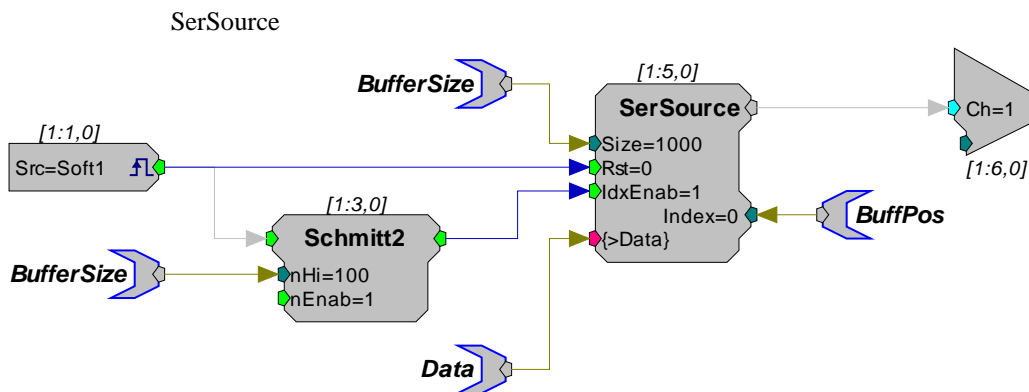 SerSource
[1:5,0]
BufferSize
SerSource
Ch=1
[1:1,0]
Size=1000
Src=Soft1
Rst=0
[1:6,0]
IdxEnab=1
[1:3,0]
Index=0
BuffPos
Schmitt2
{>Data}
BufferSize
nHi=100
nEnab=1
Data